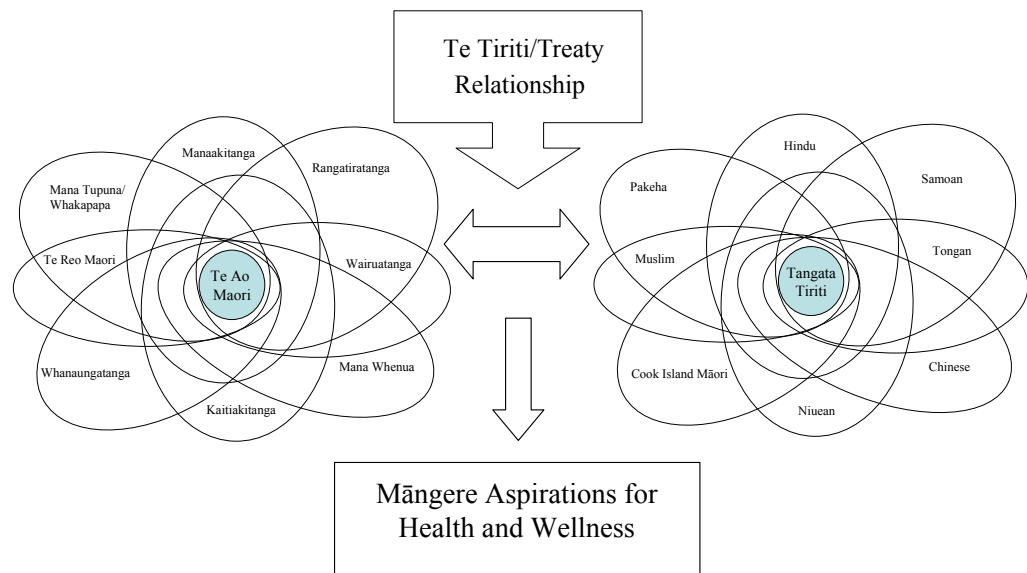 Te Tiriti/Treaty
Relationship
Manaakitanga
Rangatiratanga
Mana Tupuna/
Whakapapa
Te Reo Maori
Wairuatanga
Te Ao
Maori
Whanaungatanga
Mana Whenua
Kaitiakitanga
Hindu
Samoan
Pakeha
Muslim
Tongan
Tangata
Tiriti
Cook Island Māori
Chinese
Niuean
Māngere Aspirations for
Health and Wellness